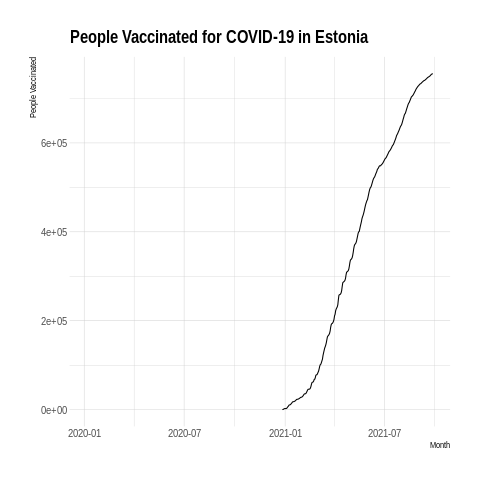 People Vaccinated for COVID-19 in Estonia
People Vaccinated
6e+05
4e+05
2e+05
0e+00
2020-01 2020-07 2021-01 2021-07
Month